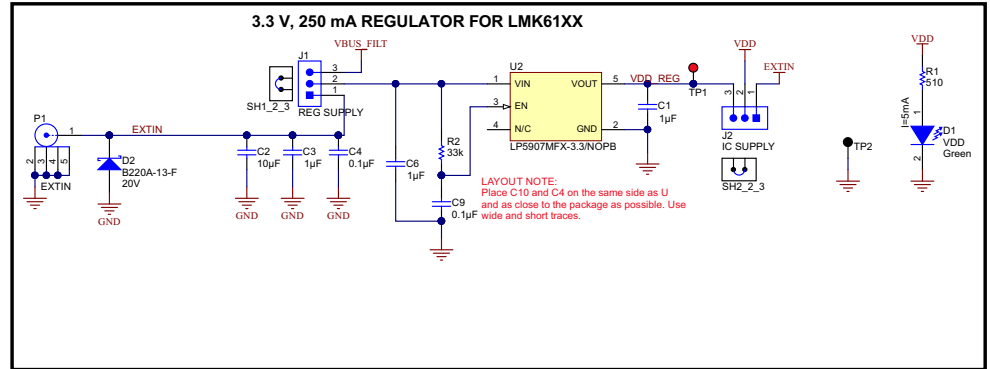 3.3 V, 250 mA REGULATOR FOR LMK61XX
VBUS_FILT
J1
3
2
1
SH1_2_3
REG SUPPLY
P1
1
EXTIN
2 3 4 5
EXTIN
GND
D2
B220A-13-F
20V
GND
C2
10µF
GND
C3
1µF
GND
C4
0.1µF
GND
C6
1µF
R2
33k
C9
0.1µF
U2
1 VIN
3 EN
4 N/C
VOUT 5
GND 2
LP5907MFX-3.3/NOPB
LAYOUT NOTE:
Place C10 and C4 on the same side as U
and as close to the package as possible. Use
wide and short traces.
VDD_REG
C1
1µF
TP1
VDD
EXTIN
3 2 1
J2
IC SUPPLY
SH2_2_3
TP2
VDD
R1
510
I=5mA
1
D1
VDD
Green
2